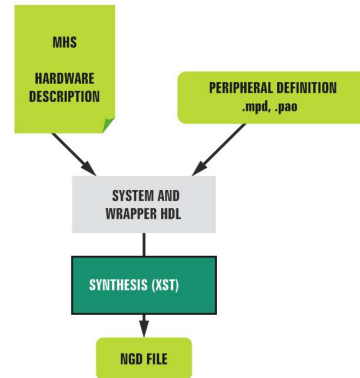 MHS
HARDWARE
DESCRIPTION
PERIPHERAL DEFINITION
.mpd, .pao
SYSTEM AND
WRAPPER HDL
SYNTHESIS (XST)
NGD FILE